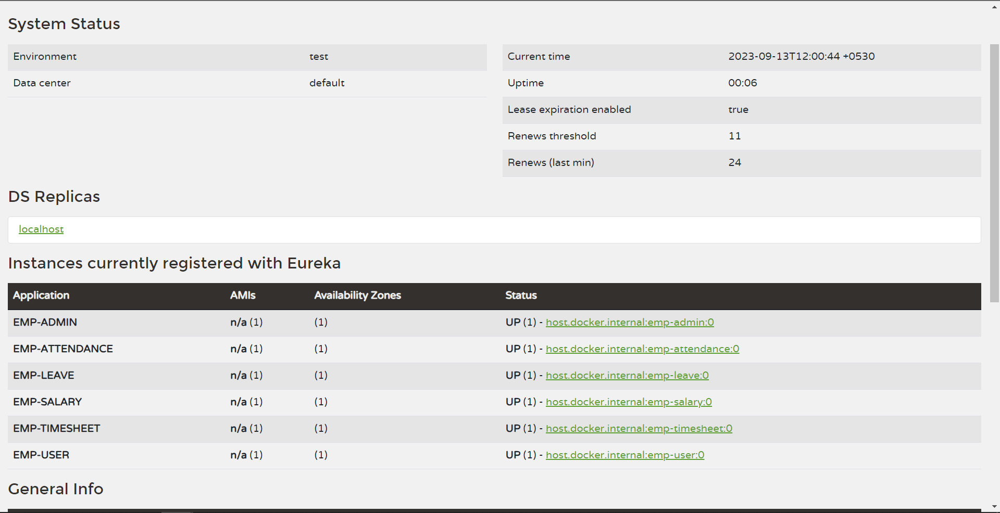 System Status
Environment test
Data center default
Current time 2023-09-13T12:00:44 +0530
Uptime 00:06
Lease expiration enabled true
Renews threshold 11
Renews (last min) 24
DS Replicas
localhost
Instances currently registered with Eureka
Application AMIs Availability Zones Status
EMP-ADMIN n/a (1) (1) UP (1) - host.docker.internal:emp-admin:0
EMP-ATTENDANCE n/a (1) (1) UP (1) - host.docker.internal:emp-attendance:0
EMP-LEAVE n/a (1) (1) UP (1) - host.docker.internal:emp-leave:0
EMP-SALARY n/a (1) (1) UP (1) - host.docker.internal:emp-salary:0
EMP-TIMESHEET n/a (1) (1) UP (1) - host.docker.internal:emp-timesheet:0
EMP-USER n/a (1) (1) UP (1) - host.docker.internal:emp-user:0
General Info